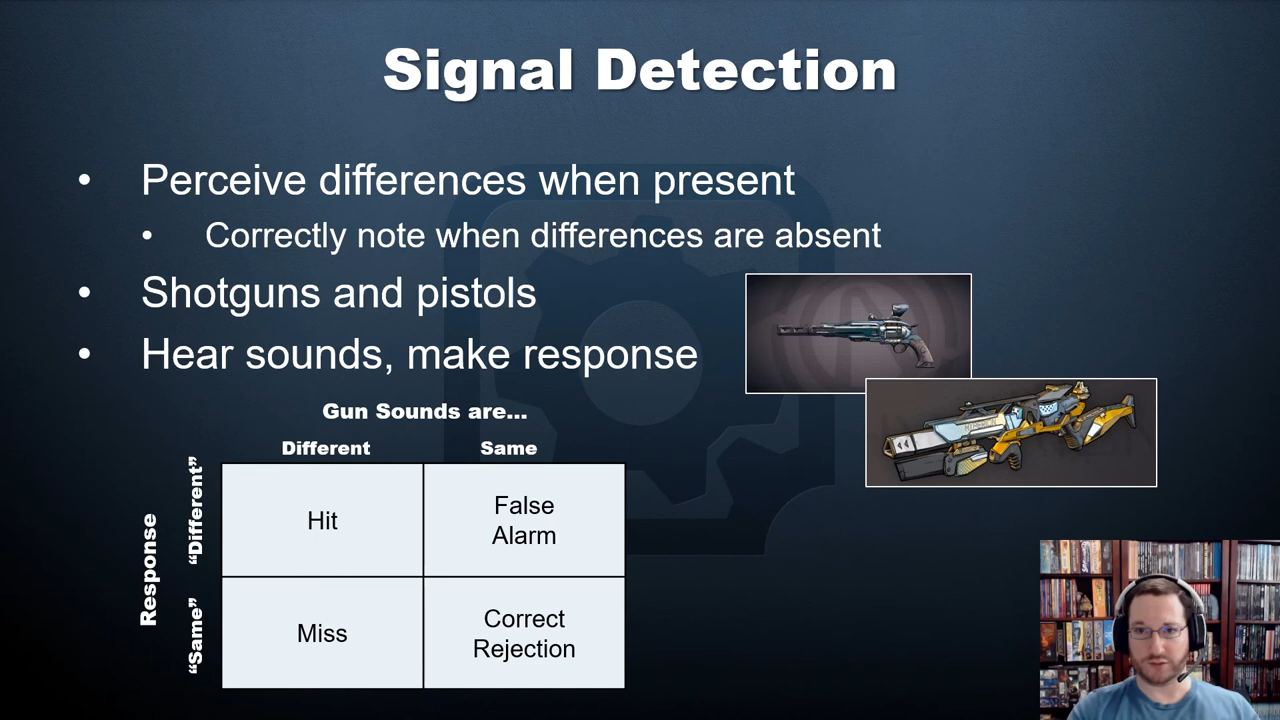 Signal Detection
• Perceive differences when present
• Correctly note when differences are absent
• Shotguns and pistols
• Hear sounds, make response
Gun Sounds are...
Different Same
Response
“Different”
Hit
False
Alarm
“Same”
Miss
Correct
Rejection